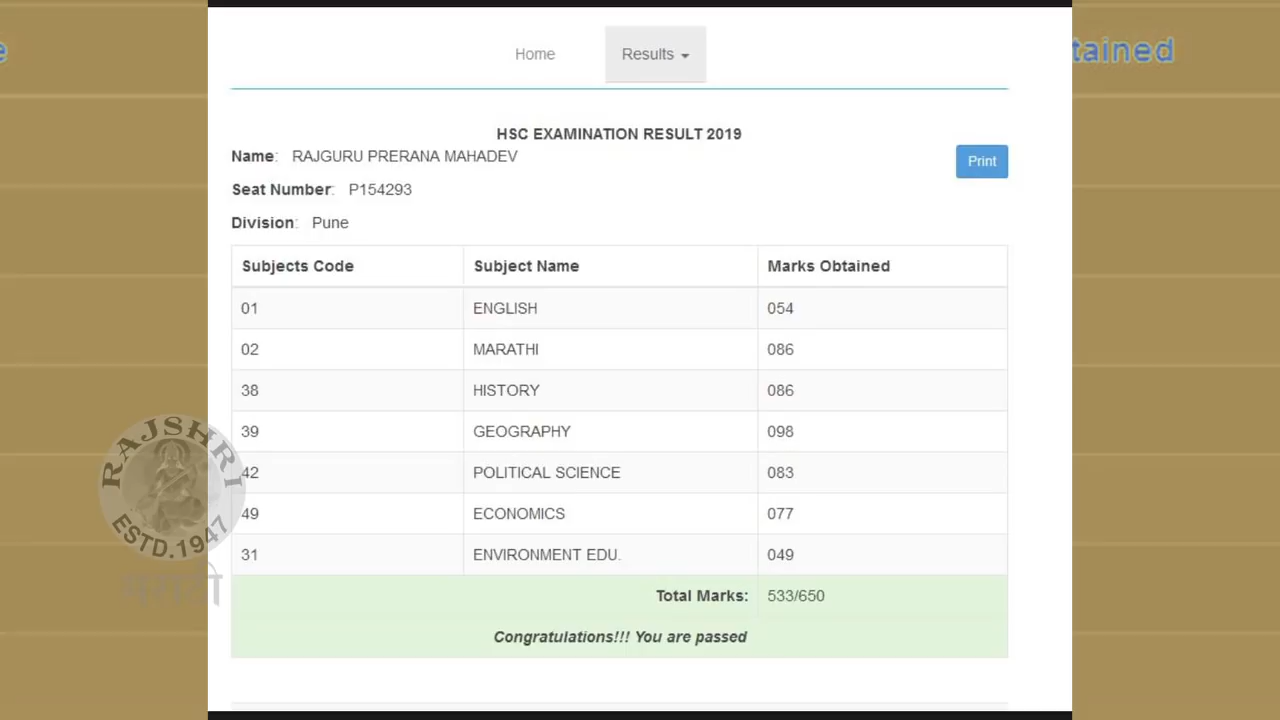 e
tained
Home Results
HSC EXAMINATION RESULT 2019
Name: RAJGURU PRERANA MAHADEV
Print
Seat Number: P154293
Division: Pune
Subjects Code Subject Name Marks Obtained
01 ENGLISH 054
02 MARATHI 086
38 HISTORY 086
39 GEOGRAPHY 098
42 POLITICAL SCIENCE 083
49 ECONOMICS 077
31 ENVIRONMENT EDU. 049
Total Marks: 533/650
Congratulations!!! You are passed
RAJSHRI
ESTD.1947
मराठी